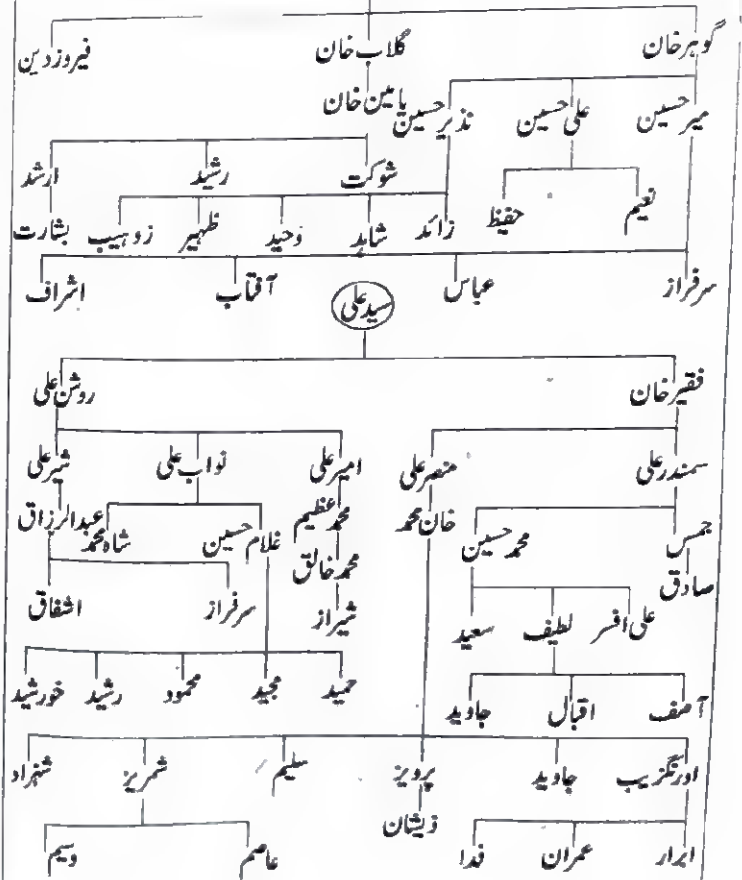 گوہر خان گلاب خان فیروز دین
میر حسین علی حسین نذیر حسین یامین خان
شوکت رشید ارشد
نعیم حفیظ زائد شاہد وحید ظہیر زوہیب بشارت
سرفراز عباس آفتاب اشراف
سید علی
فقیر خان روشن علی
سمندر علی منصر علی امیر علی نواب علی شیر علی
جمس محمد حسین خان محمد محمد عظیم غلام حسین شاہ محمد عبدالرزاق
صادق محمد خالق
علی افسر لطیف سعید شیراز سرفراز اشفاق
آصف اقبال جاوید حمید مجید محمود رشید خورشید
اورنگزیب جاوید پرویز سلیم شمریز شہزاد
ذیشان
ابرار عمران فدا عاصم وسیم